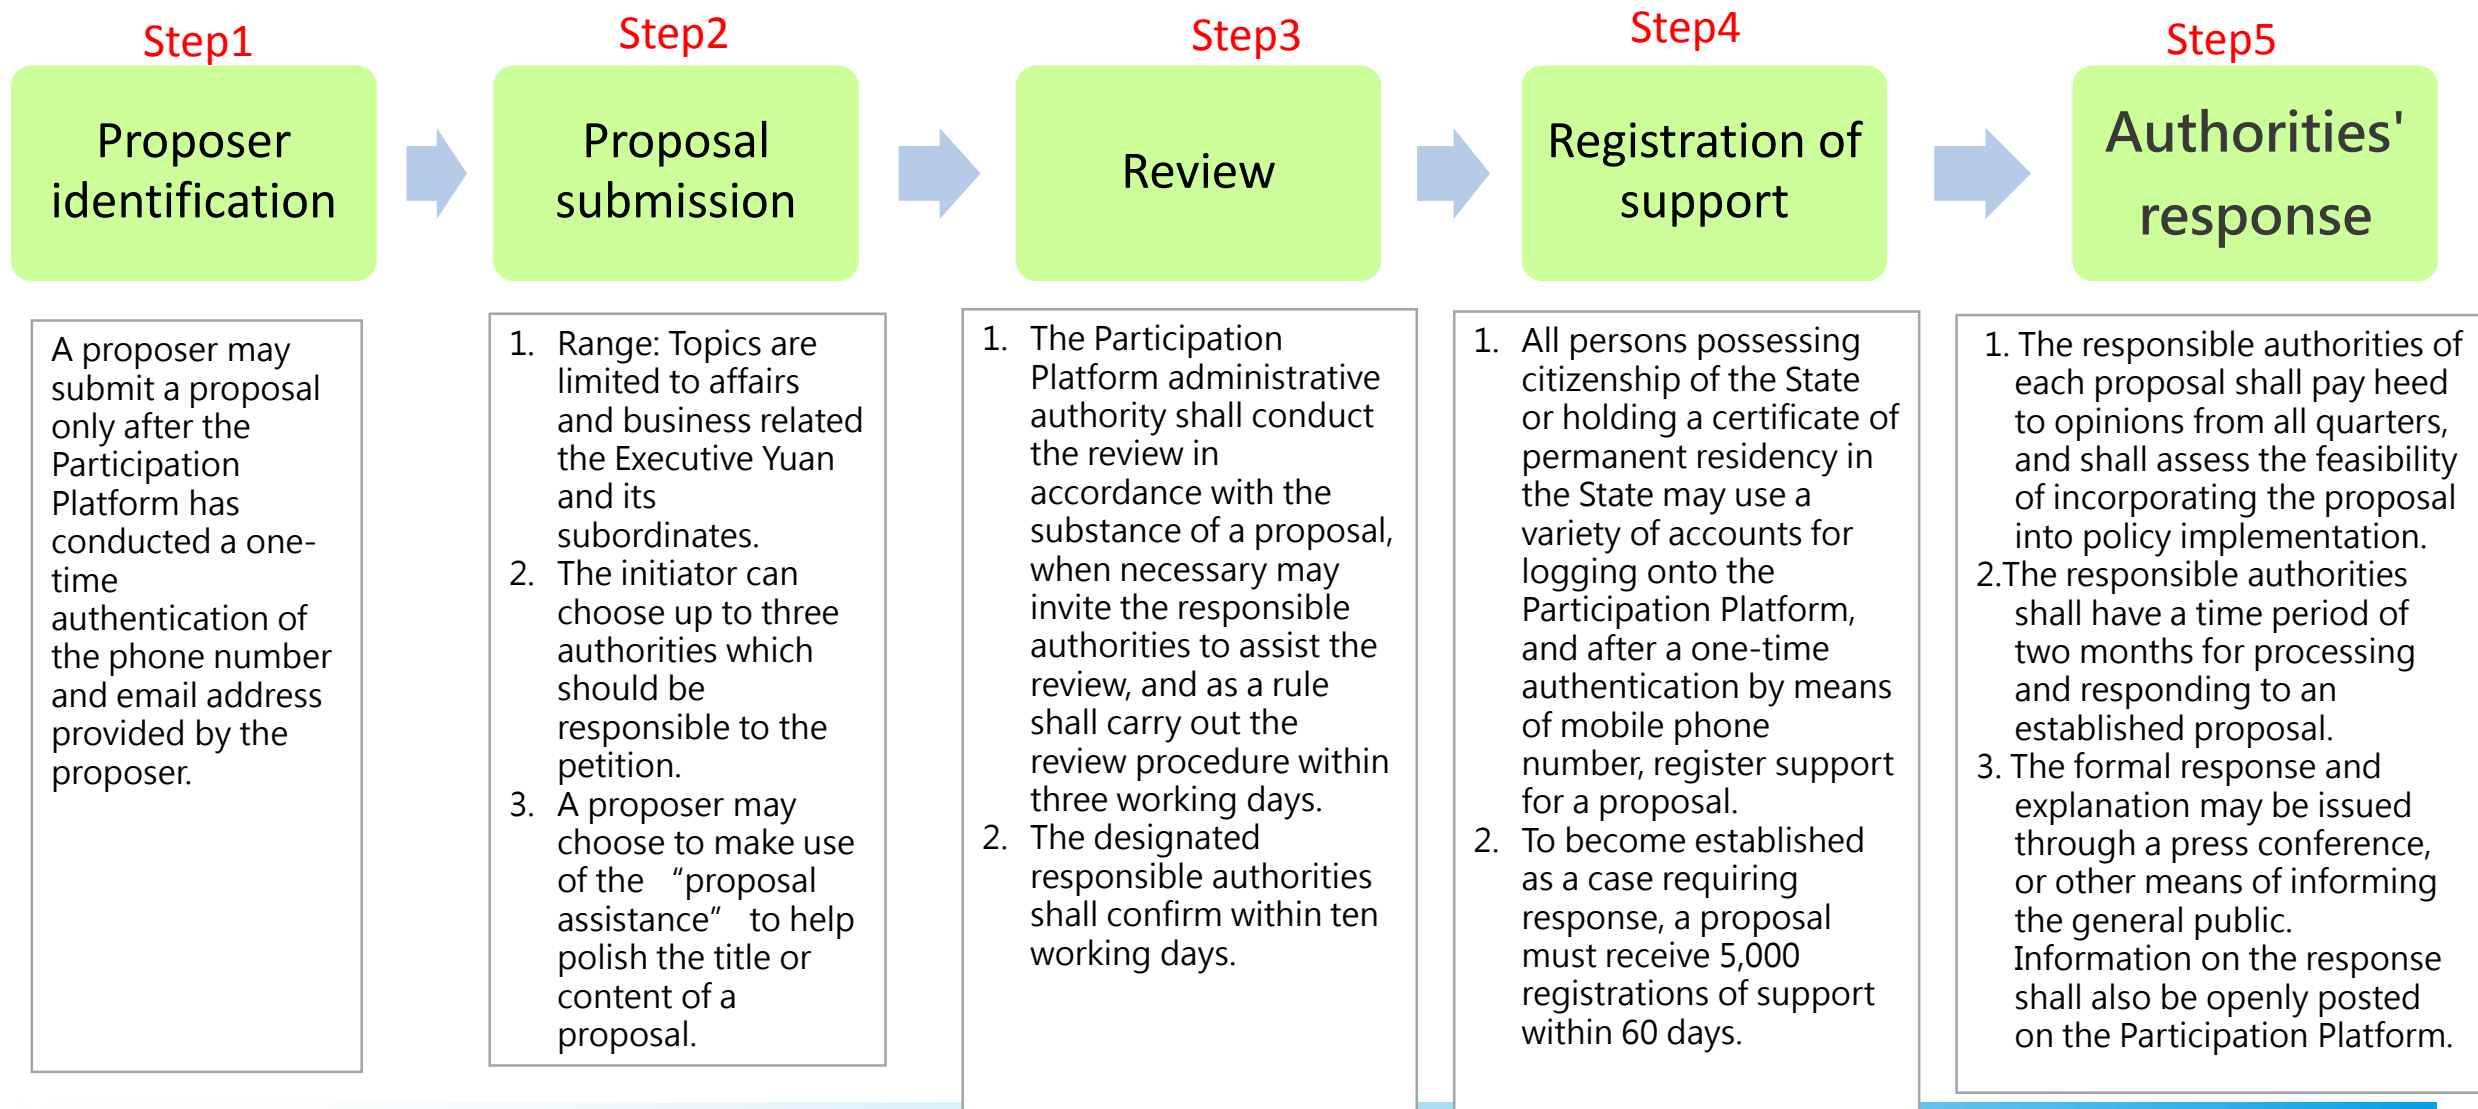 Step1
Proposer
identification
A proposer may
submit a proposal
only after the
Participation
Platform has
conducted a one-
time
authentication of
the phone number
and email address
provided by the
proposer.
Step2
Proposal
submission
1. Range: Topics are
limited to affairs
and business related
the Executive Yuan
and its
subordinates.
2. The initiator can
choose up to three
authorities which
should be
responsible to the
petition.
3. A proposer may
choose to make use
of the “proposal
assistance” to help
polish the title or
content of a
proposal.
Step3
Review
1. The Participation
Platform administrative
authority shall conduct
the review in
accordance with the
substance of a proposal,
when necessary may
invite the responsible
authorities to assist the
review, and as a rule
shall carry out the
review procedure within
three working days.
2. The designated
responsible authorities
shall confirm within ten
working days.
Step4
Registration of
support
1. All persons possessing
citizenship of the State
or holding a certificate of
permanent residency in
the State may use a
variety of accounts for
logging onto the
Participation Platform,
and after a one-time
authentication by means
of mobile phone
number, register support
for a proposal.
2. To become established
as a case requiring
response, a proposal
must receive 5,000
registrations of support
within 60 days.
Step5
Authorities'
response
1. The responsible authorities of
each proposal shall pay heed
to opinions from all quarters,
and shall assess the feasibility
of incorporating the proposal
into policy implementation.
2.The responsible authorities
shall have a time period of
two months for processing
and responding to an
established proposal.
3. The formal response and
explanation may be issued
through a press conference,
or other means of informing
the general public.
Information on the response
shall also be openly posted
on the Participation Platform.